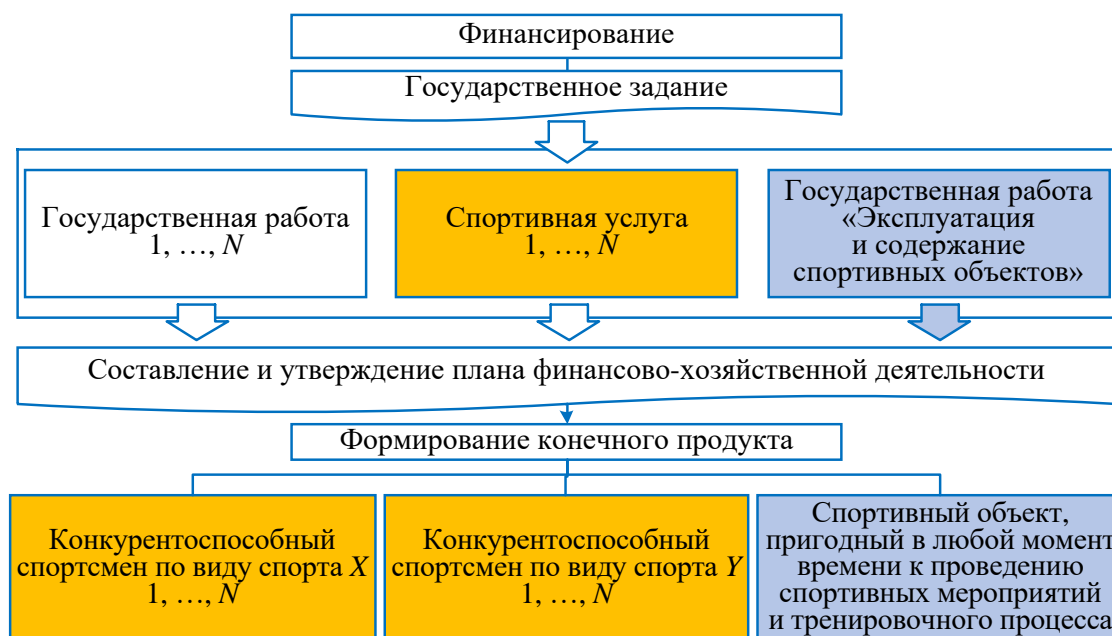 Финансирование
Государственное задание
Государственная работа
1, …, N
Спортивная услуга
1, …, N
Государственная работа
«Эксплуатация
и содержание
спортивных объектов»
Составление и утверждение плана финансово-хозяйственной деятельности
Формирование конечного продукта
Конкурентоспособный
спортсмен по виду спорта X
1, …, N
Конкурентоспособный
спортсмен по виду спорта Y
1, …, N
Спортивный объект,
пригодный в любой момент
времени к проведению
спортивных мероприятий
и тренировочного процесса